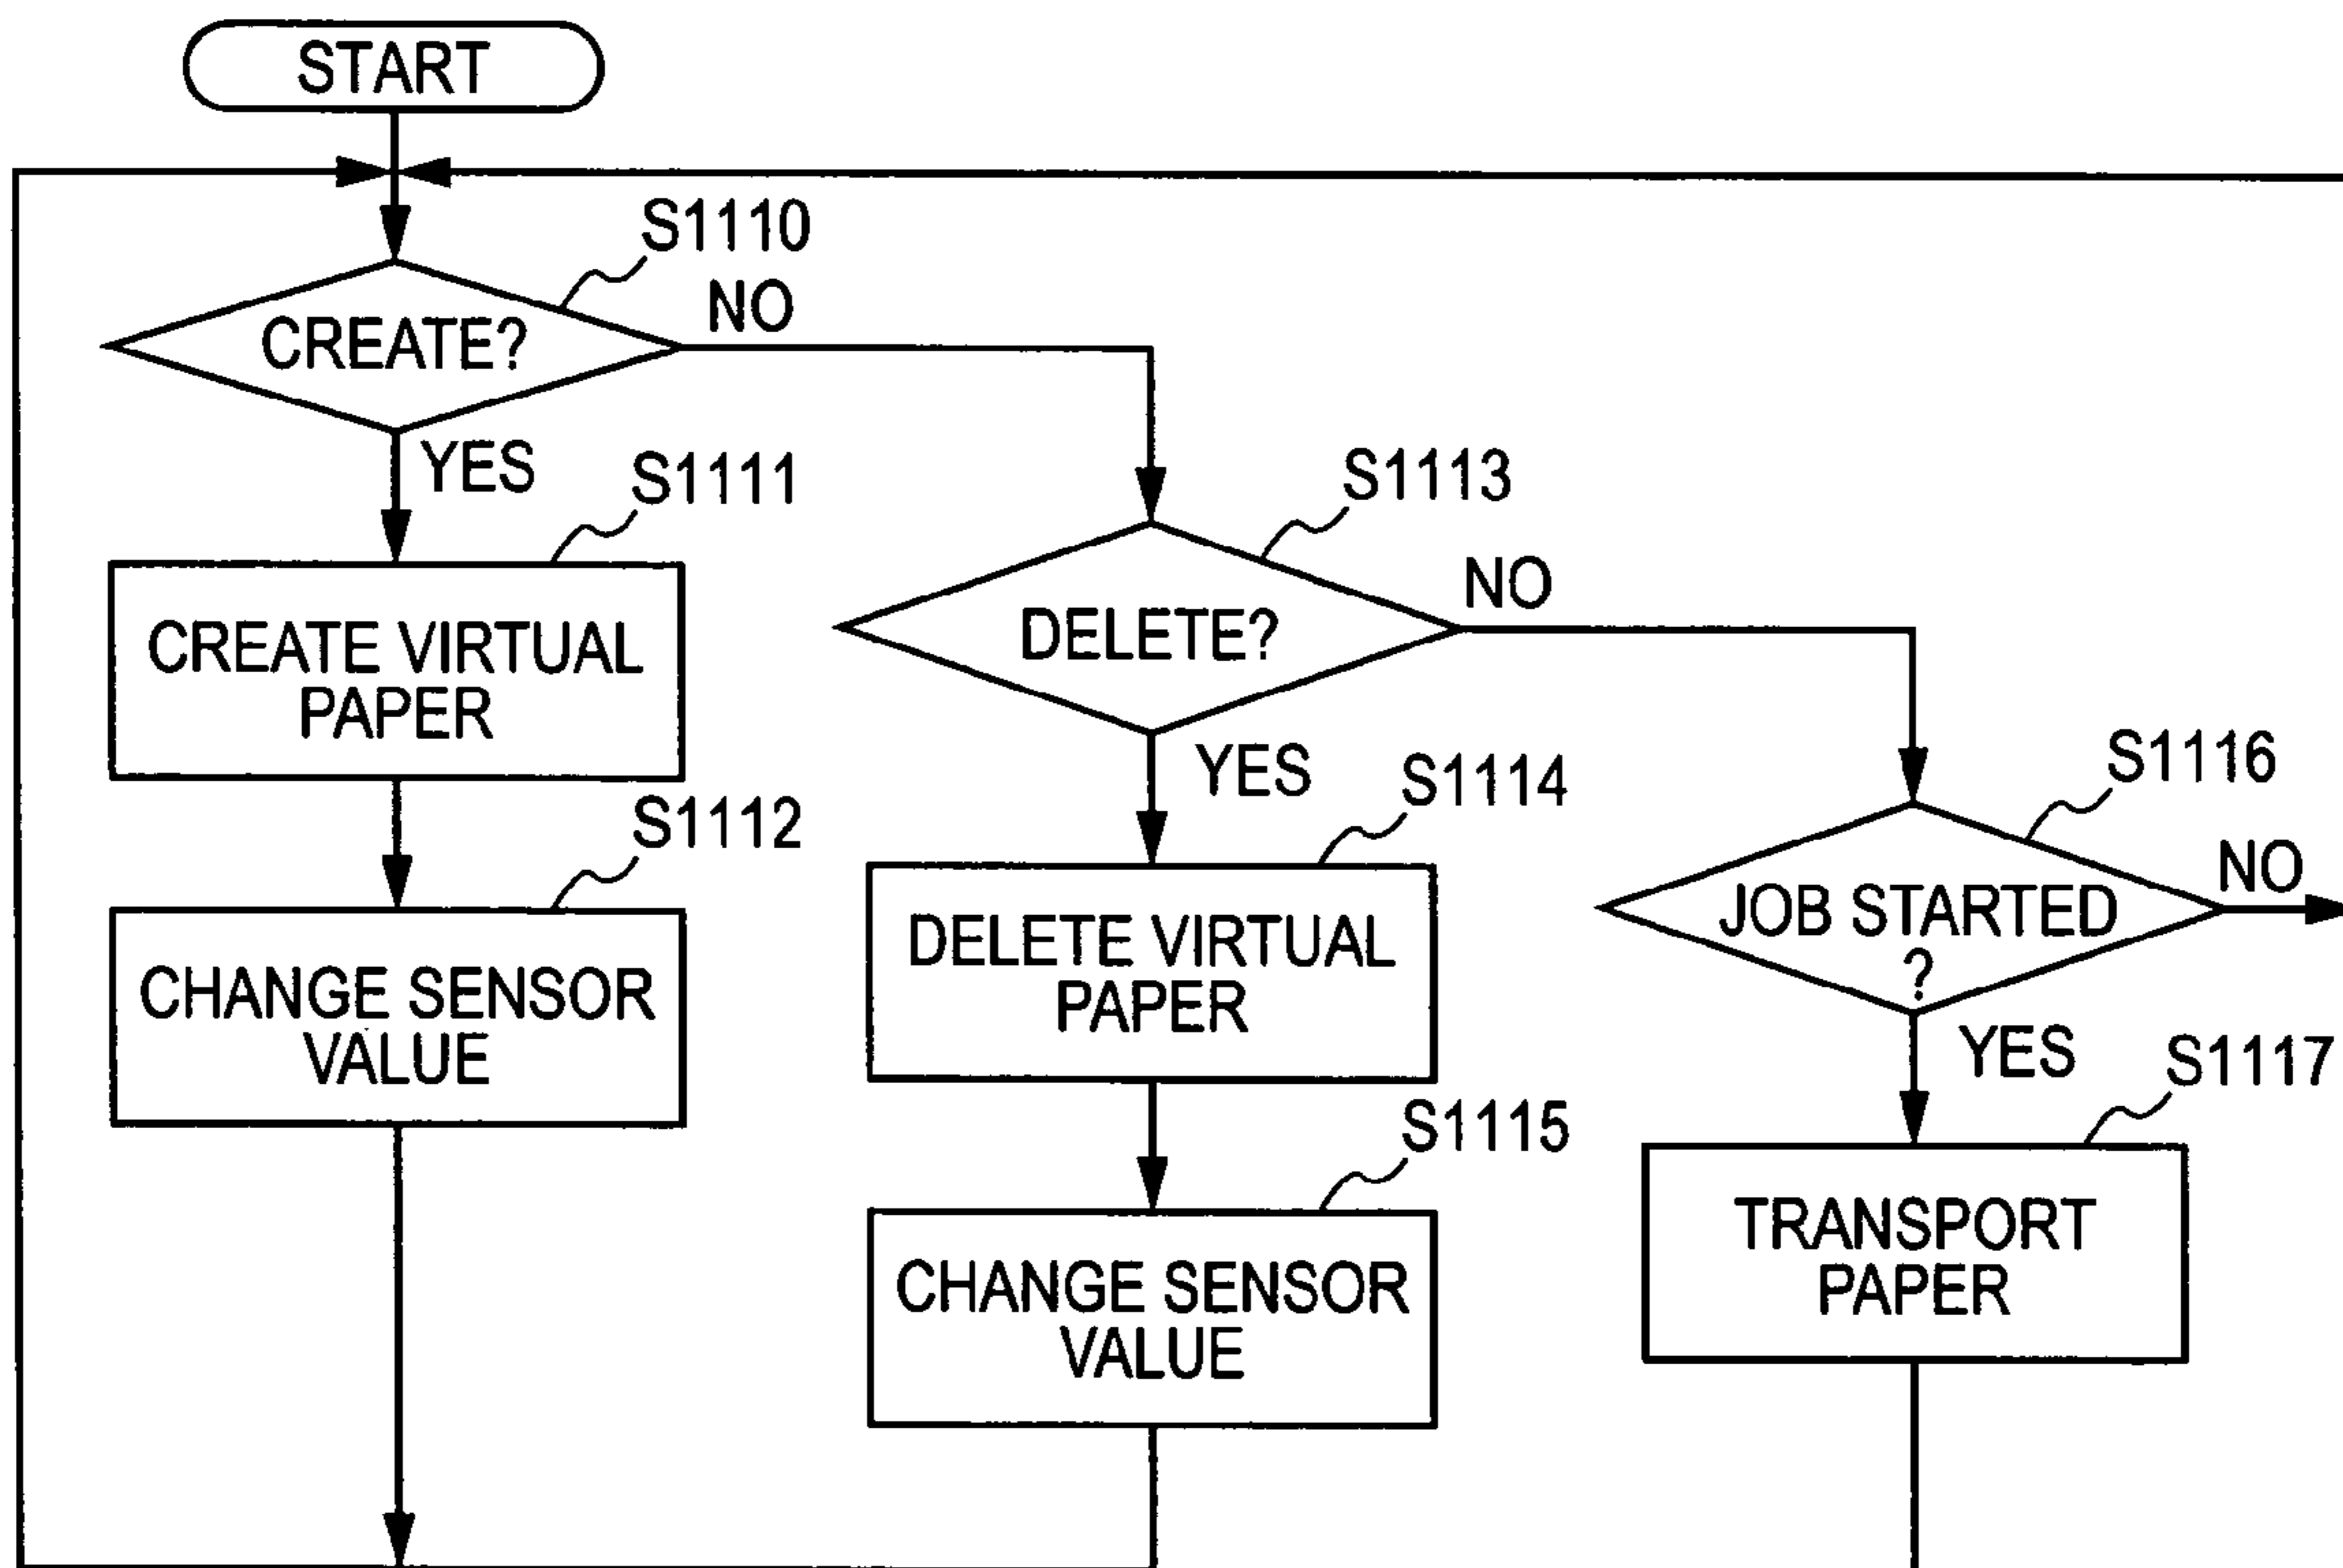 START
S1110
NO
CREATE?
YES
S1111
CREATE VIRTUAL
PAPER
S1112
CHANGE SENSOR
VALUE
S1113
NO
DELETE?
YES
S1114
DELETE VIRTUAL
PAPER
S1115
CHANGE SENSOR
VALUE
S1116
NO
JOB STARTED
?
YES
S1117
TRANSPORT
PAPER